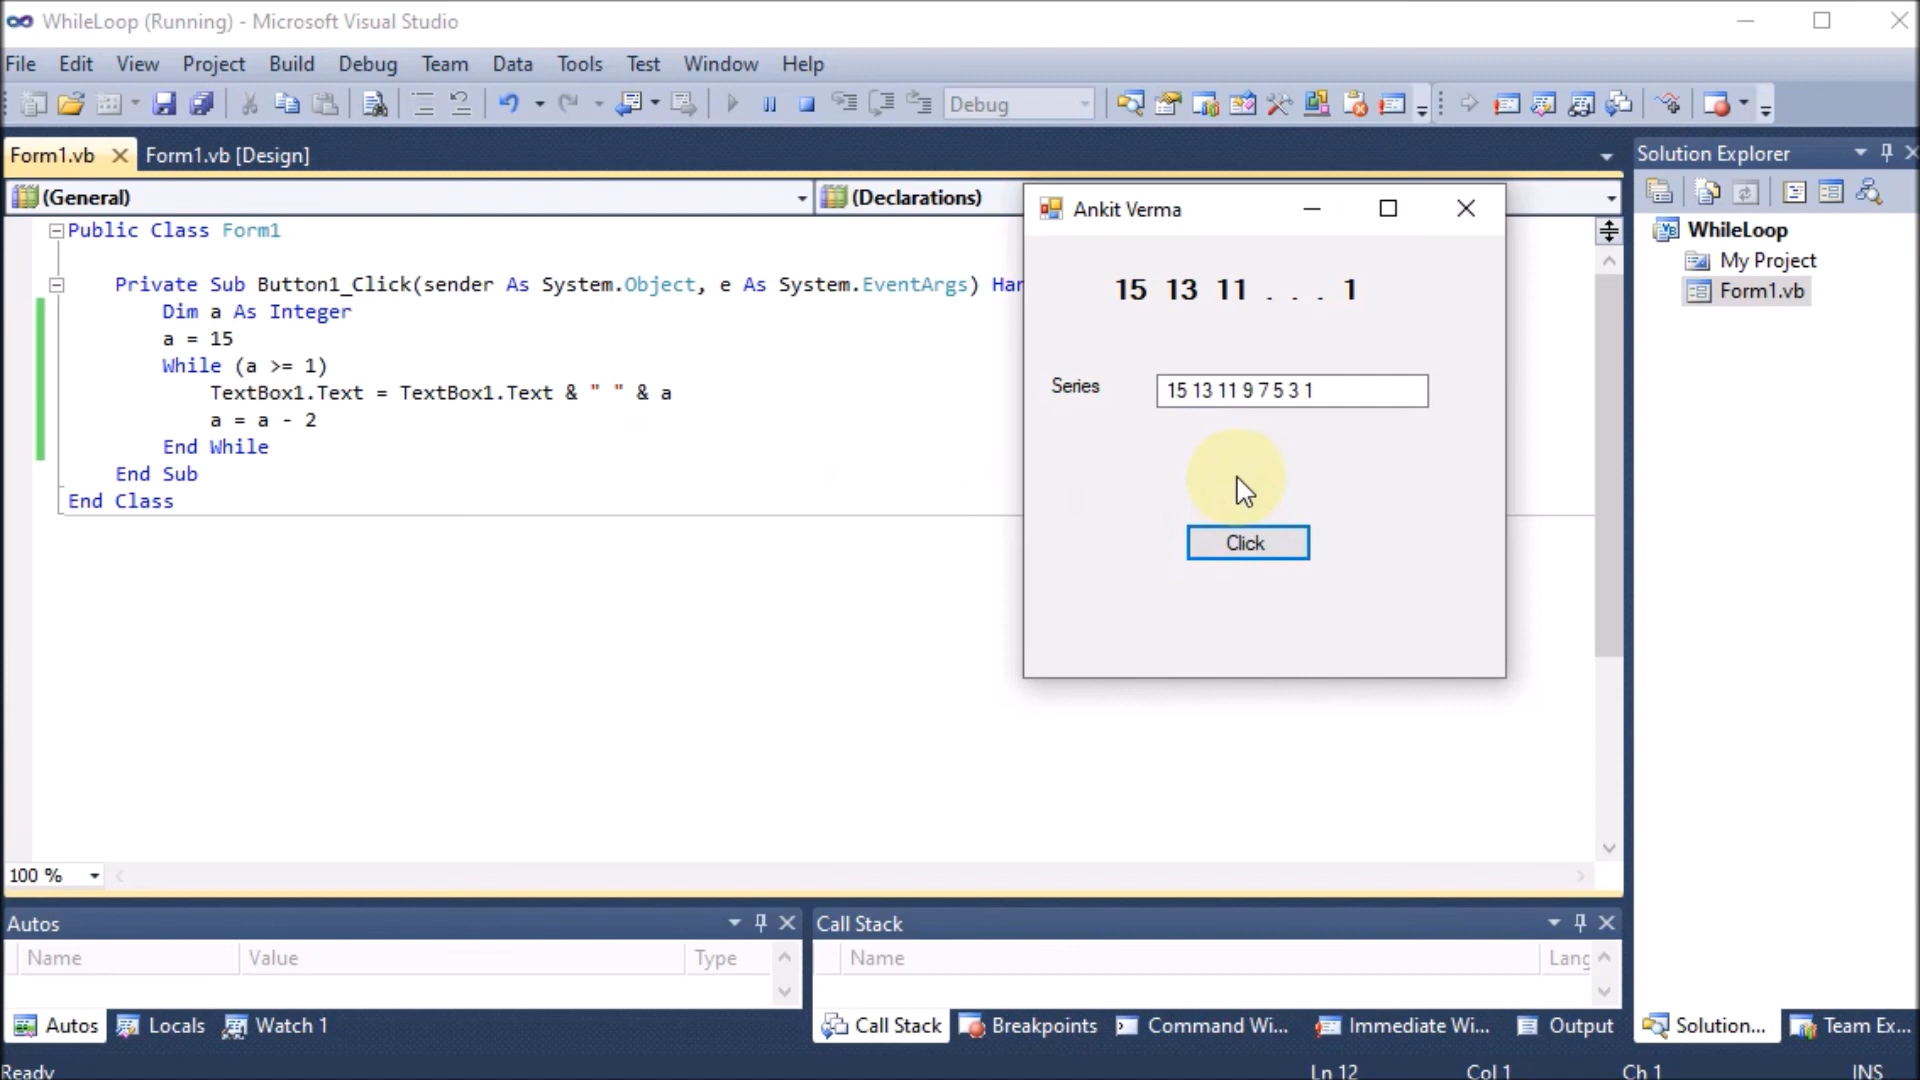 WhileLoop (Running) - Microsoft Visual Studio
File Edit View Project Build Debug Team Data Tools Test Window Help
Debug
Form1.vb Form1.vb [Design]
Solution Explorer
(General) (Declarations)
Public Class Form1
Private Sub Button1_Click(sender As System.Object, e As System.EventArgs) Han
Dim a As Integer
a = 15
While (a >= 1)
TextBox1.Text = TextBox1.Text & " " & a
a = a - 2
End While
End Sub
End Class
Ankit Verma
15 13 11 . . . 1
Series
15 13 11 9 7 5 3 1
Click
WhileLoop
My Project
Form1.vb
100 %
Autos
Name Value Type
Autos Locals Watch 1
Call Stack
Name Lang
Call Stack Breakpoints Command Wi... Immediate Wi... Output
Solution... Team Ex...
Ready Ln 12 Col 1 Ch 1 INS